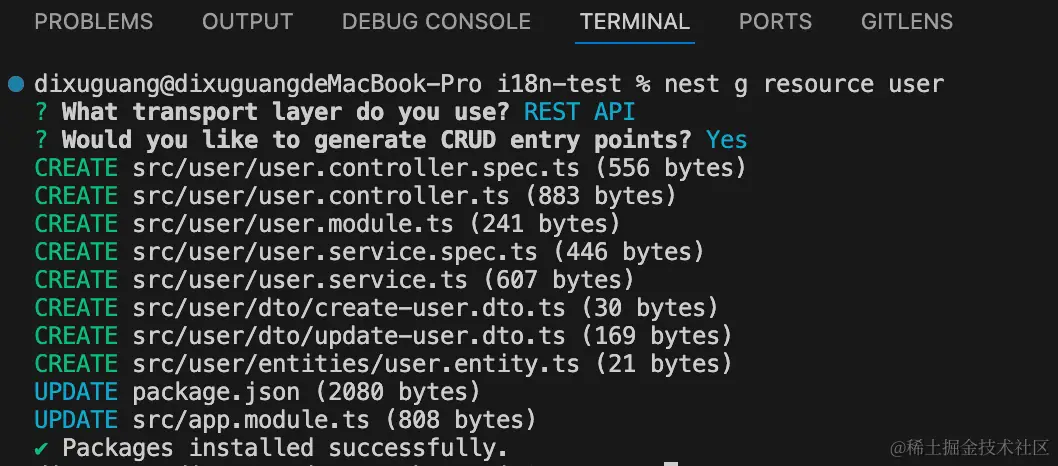 PROBLEMS OUTPUT DEBUG CONSOLE TERMINAL PORTS GITLENS
dixuguang@dixuguangdeMacBook-Pro i18n-test % nest g resource user
? What transport layer do you use? REST API
? Would you like to generate CRUD entry points? Yes
CREATE src/user/user.controller.spec.ts (556 bytes)
CREATE src/user/user.controller.ts (883 bytes)
CREATE src/user/user.module.ts (241 bytes)
CREATE src/user/user.service.spec.ts (446 bytes)
CREATE src/user/user.service.ts (607 bytes)
CREATE src/user/dto/create-user.dto.ts (30 bytes)
CREATE src/user/dto/update-user.dto.ts (169 bytes)
CREATE src/user/entities/user.entity.ts (21 bytes)
UPDATE package.json (2080 bytes)
UPDATE src/app.module.ts (808 bytes)
✔ Packages installed successfully.
@稀土掘金技术社区